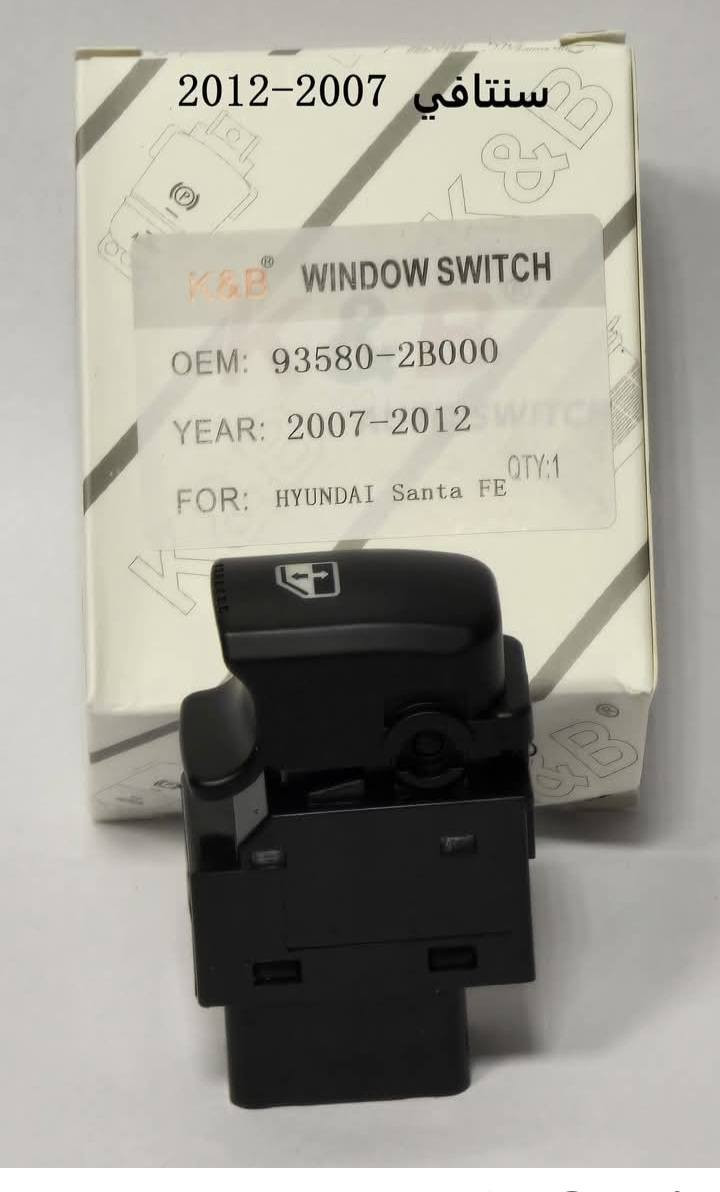 سنتافي 2007-2012
K & B
(P)
K&B® WINDOW SWITCH
OEM: 93580-2B000
YEAR: 2007-2012
FOR: HYUNDAI Santa FE QTY:1
K
&B®